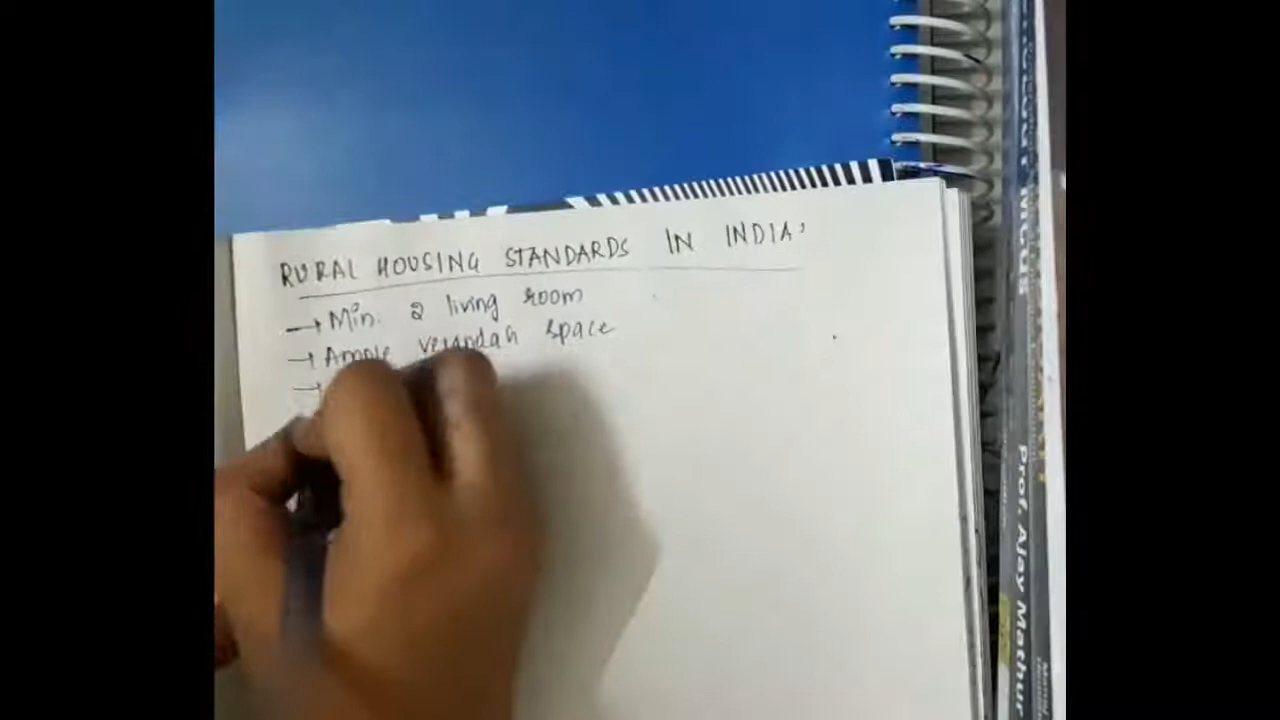 RURAL HOUSING STANDARDS IN INDIA'
→ Min. 2 living room
→ Ample verandah space
→
Prof. Ajay Mathur